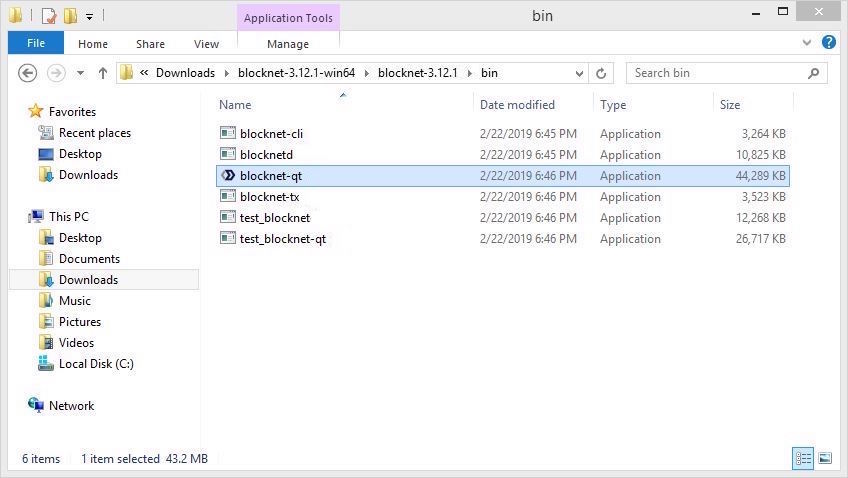 Application Tools
bin
File Home Share View Manage
« Downloads blocknet-3.12.1-win64 blocknet-3.12.1 bin Search bin
Favorites
Recent places
Desktop
Downloads
This PC
Desktop
Documents
Downloads
Music
Pictures
Videos
Local Disk (C:)
Network
Name Date modified Type Size
blocknet-cli 2/22/2019 6:45 PM Application 3,264 KB
blocknetd 2/22/2019 6:45 PM Application 10,825 KB
blocknet-qt 2/22/2019 6:46 PM Application 44,289 KB
blocknet-tx 2/22/2019 6:46 PM Application 3,523 KB
test_blocknet 2/22/2019 6:46 PM Application 12,268 KB
test_blocknet-qt 2/22/2019 6:46 PM Application 26,717 KB
6 items 1 item selected 43.2 MB